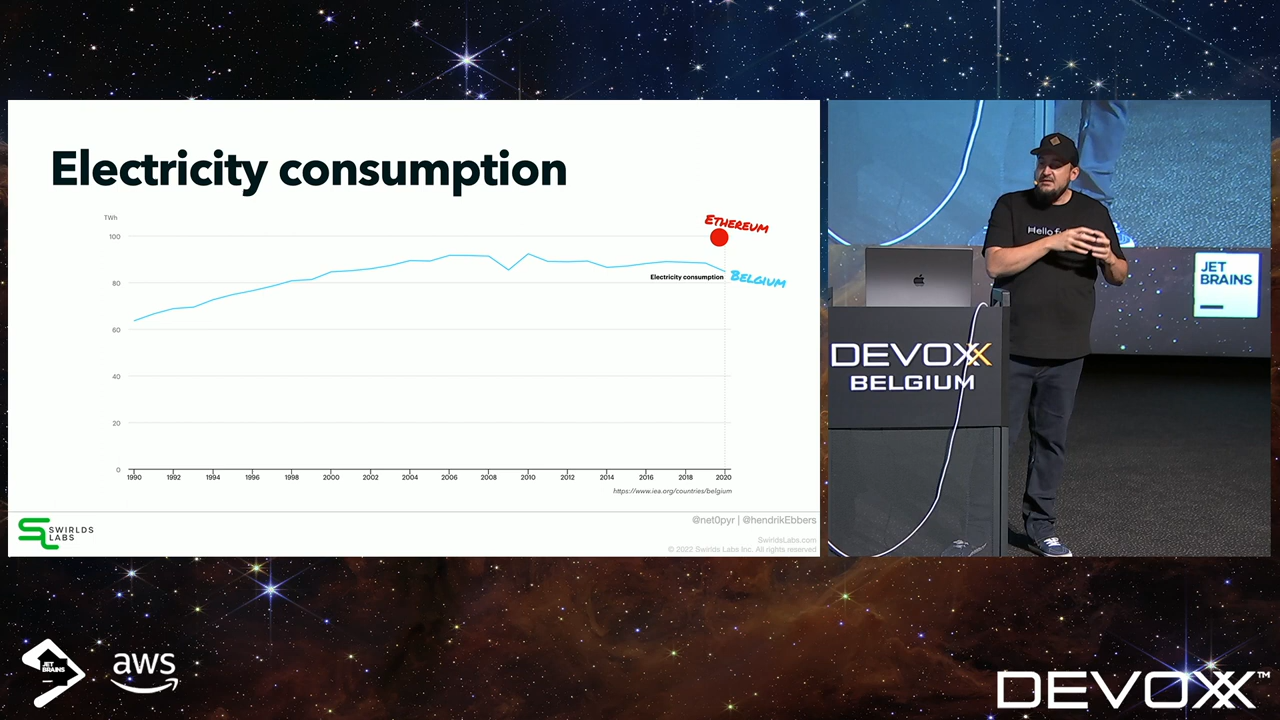 Electricity consumption
TWh
100
80
60
40
20
0
ETHEREUM
BELGIUM
Electricity consumption
1990 1992 1994 1996 1998 2000 2002 2004 2006 2008 2010 2012 2014 2016 2018 2020
https://www.iea.org/countries/belgium
SWIRLDS
LABS
@net0pyr | @hendrikEbbers
SwirldsLabs.com
© 2022 Swirlds Labs Inc. All rights reserved
JET
BRAINS
DEVOXX
BELGIUM
JET
BRAINS
aws
DEVOXX™